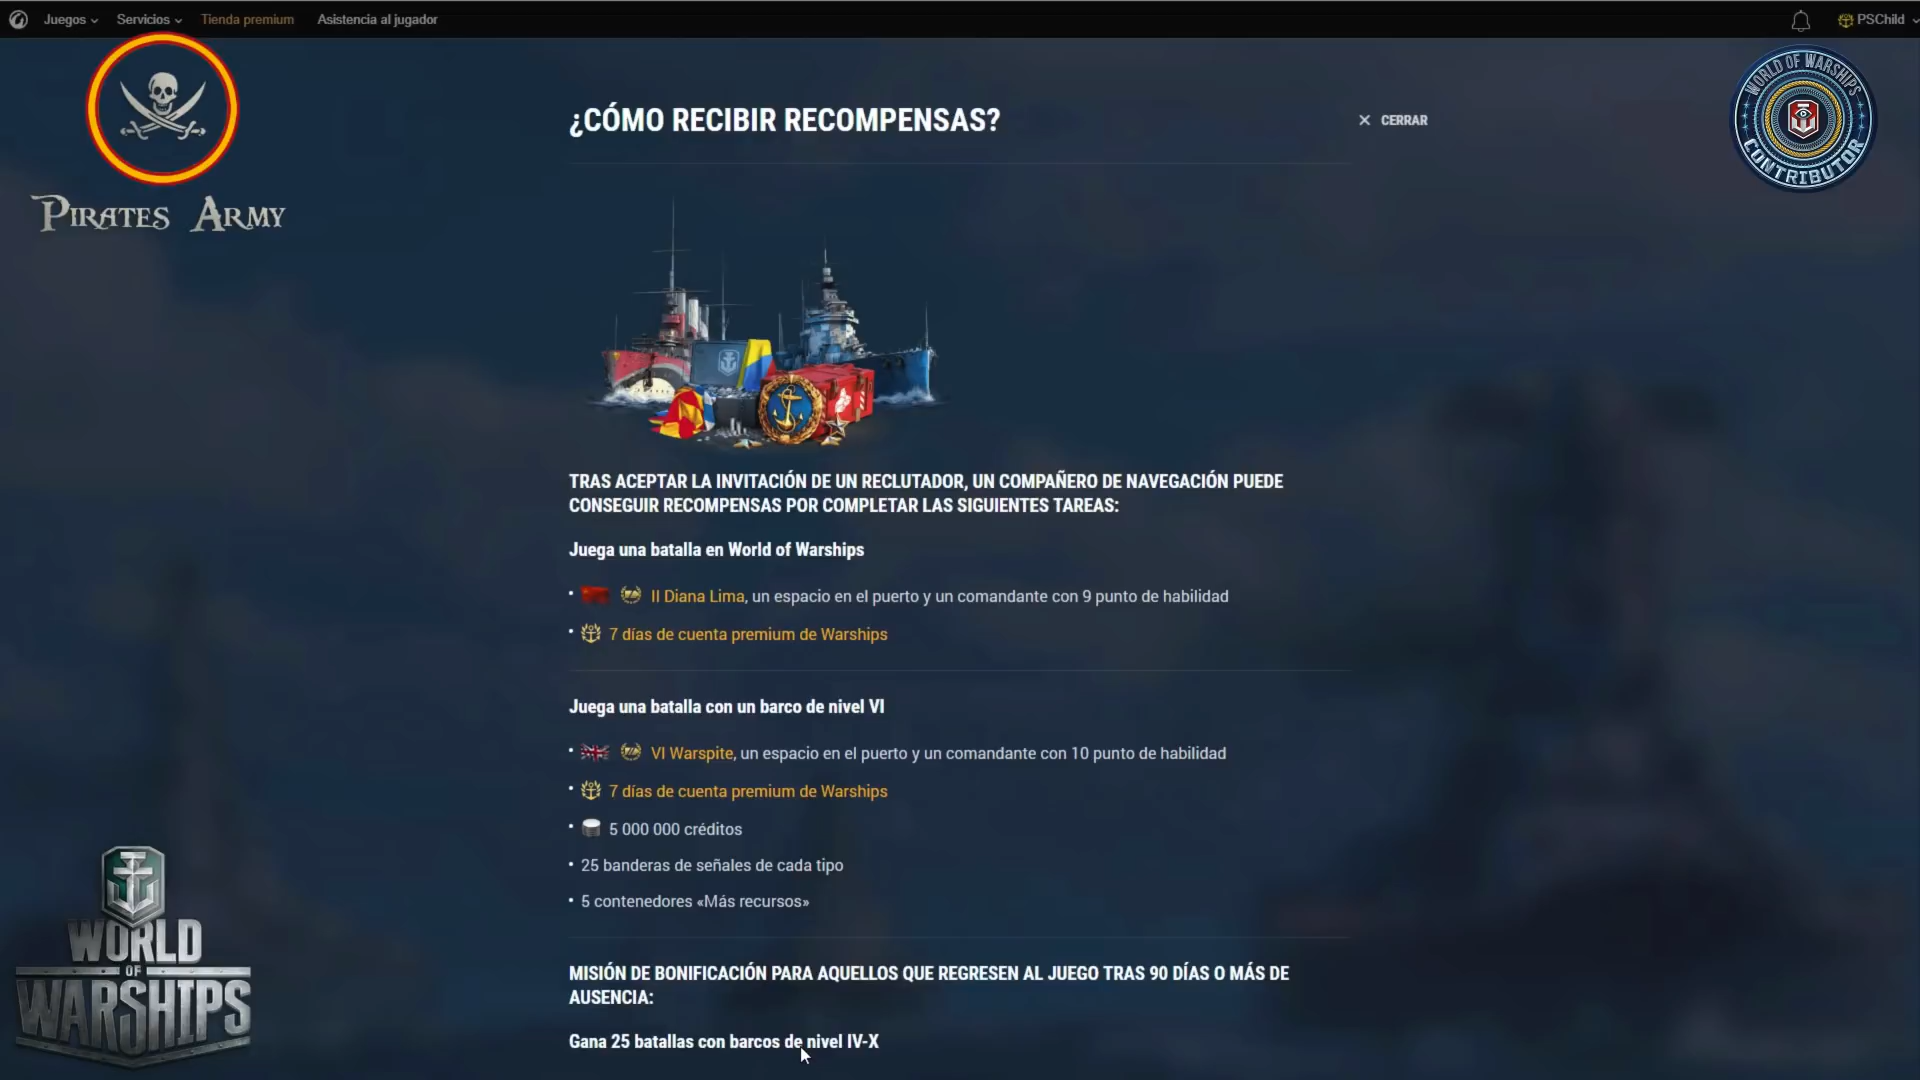 Juegos
Servicios
Tienda premium
Asistencia al jugador
PSChild
PIRATES ARMY
WORLD OF WARSHIPS
CONTRIBUTOR
¿CÓMO RECIBIR RECOMPENSAS?
CERRAR
TRAS ACEPTAR LA INVITACIÓN DE UN RECLUTADOR, UN COMPAÑERO DE NAVEGACIÓN PUEDE
CONSEGUIR RECOMPENSAS POR COMPLETAR LAS SIGUIENTES TAREAS:
Juega una batalla en World of Warships
• II Diana Lima, un espacio en el puerto y un comandante con 9 punto de habilidad
• 7 días de cuenta premium de Warships
Juega una batalla con un barco de nivel VI
• VI Warspite, un espacio en el puerto y un comandante con 10 punto de habilidad
• 7 días de cuenta premium de Warships
• 5 000 000 créditos
• 25 banderas de señales de cada tipo
• 5 contenedores «Más recursos»
MISIÓN DE BONIFICACIÓN PARA AQUELLOS QUE REGRESEN AL JUEGO TRAS 90 DÍAS O MÁS DE
AUSENCIA:
Gana 25 batallas con barcos de nivel IV-X
WORLD
OF
WARSHIPS